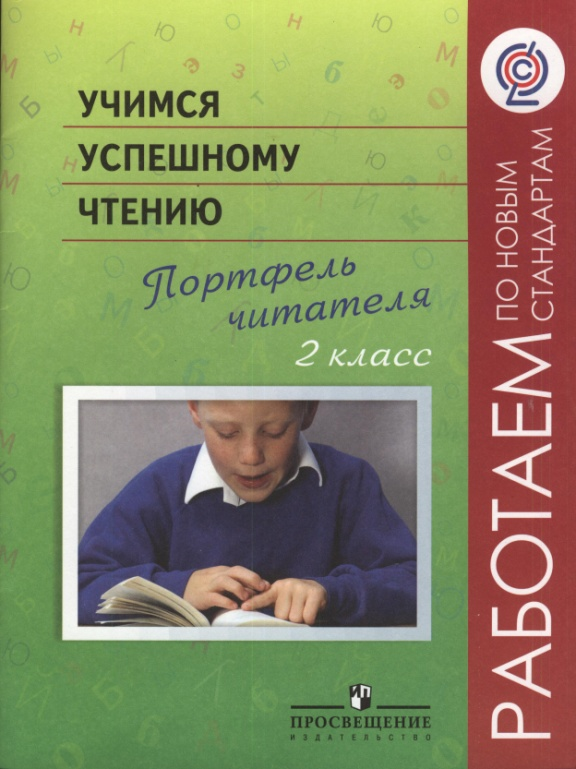 УЧИМСЯ
УСПЕШНОМУ
ЧТЕНИЮ
Портфель
читателя
2 класс
ПРОСВЕЩЕНИЕ
ИЗДАТЕЛЬСТВО
РАБОТАЕМ
ПО НОВЫМ
СТАНДАРТАМ